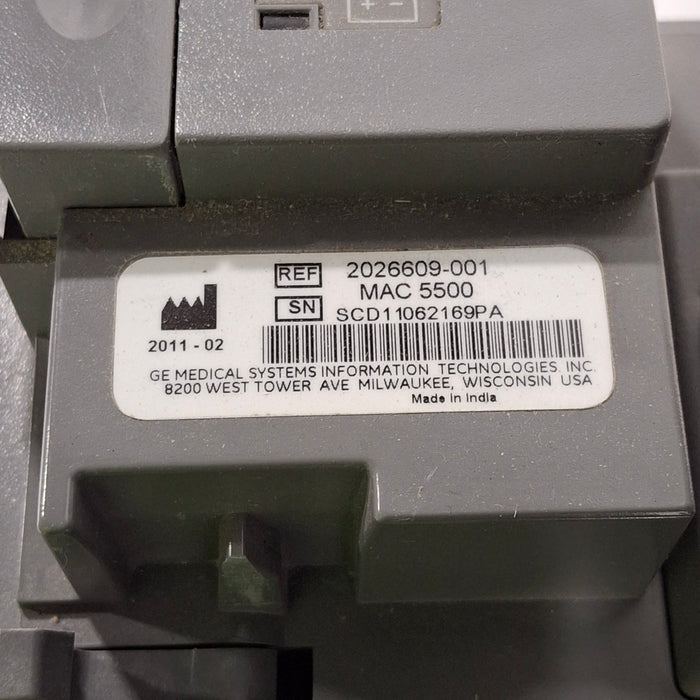 + -
REF 2026609-001
MAC 5500
SN SCD11062169PA
2011 - 02
GE MEDICAL SYSTEMS INFORMATION TECHNOLOGIES. INC.
8200 WEST TOWER AVE MILWAUKEE, WISCONSIN USA
Made in India